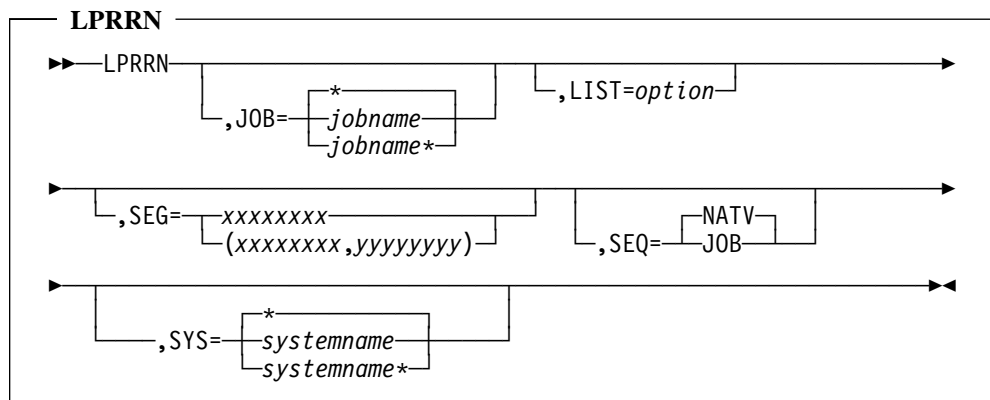 LPRRN
LPRRN
,JOB=
*
jobname
jobname*
,LIST=option
,SEG=
xxxxxxxx
(xxxxxxxx,yyyyyyyy)
,SEQ=
NATV
JOB
,SYS=
*
systemname
systemname*